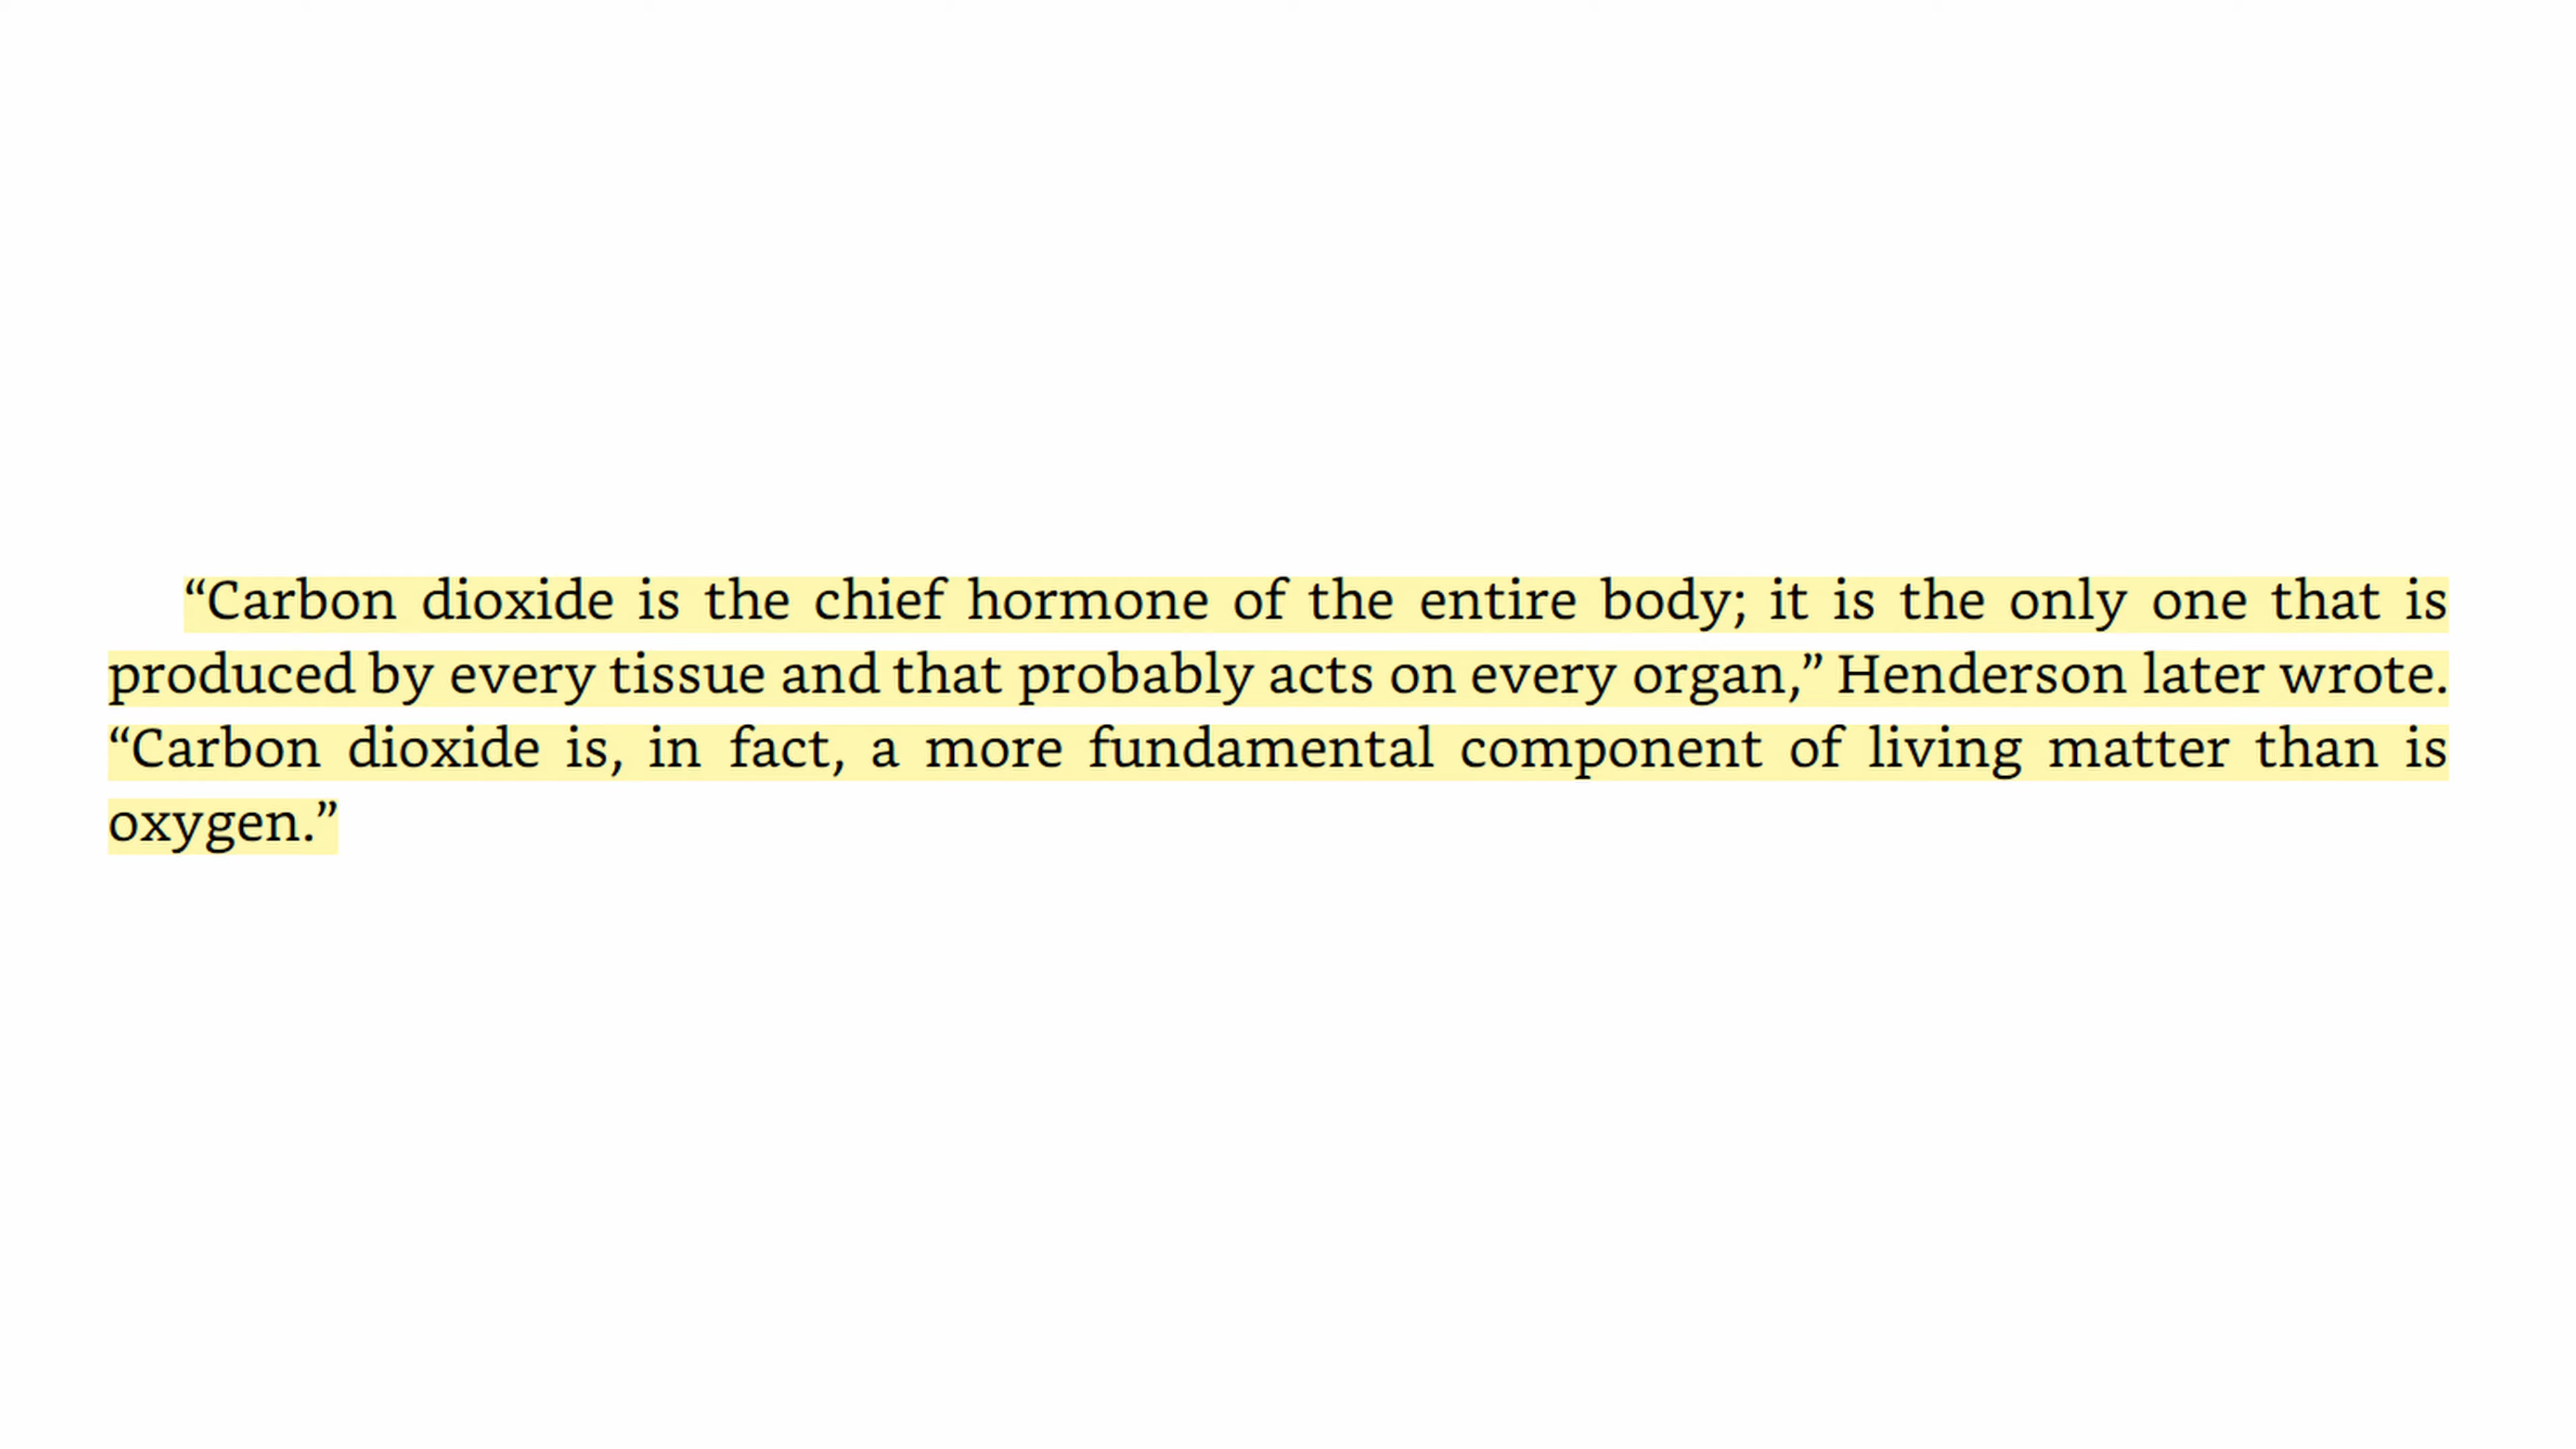 “Carbon dioxide is the chief hormone of the entire body; it is the only one that is
produced by every tissue and that probably acts on every organ,” Henderson later wrote.
“Carbon dioxide is, in fact, a more fundamental component of living matter than is
oxygen.”